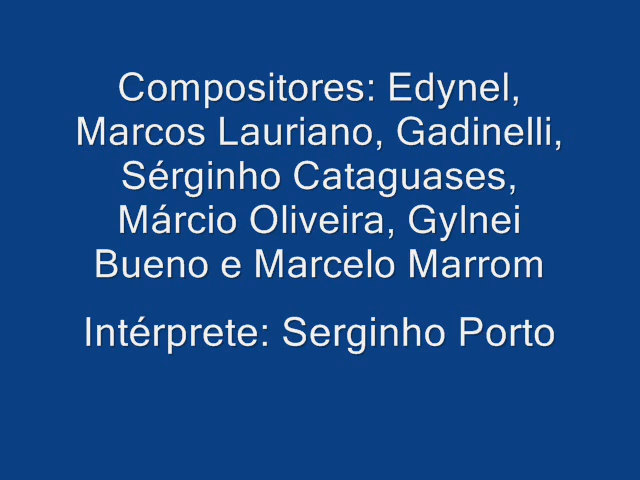 Compositores: Edynel,
Marcos Lauriano, Gadinelli,
Sérginho Cataguases,
Márcio Oliveira, Gylnei
Bueno e Marcelo Marrom
Intérprete: Serginho Porto